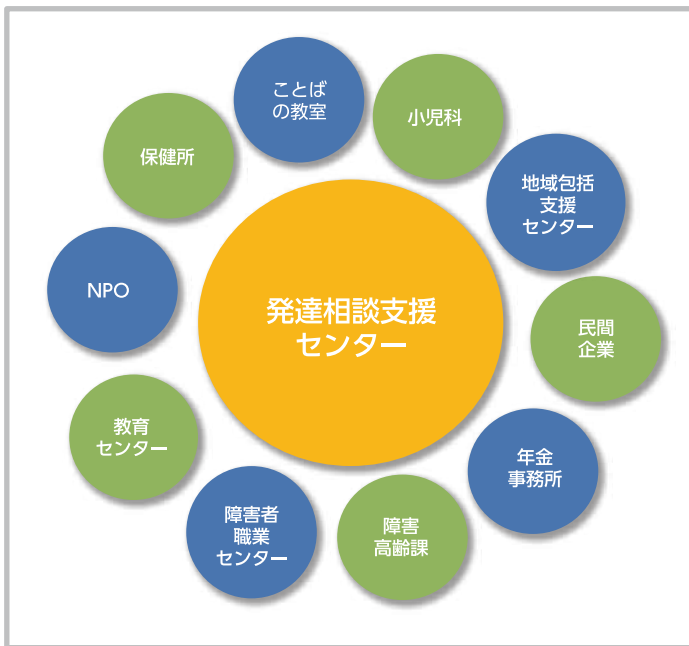 ことば
の教室
小児科
保健所
地域包括
支援
センター
NPO
発達相談支援
センター
民間
企業
教育
センター
年金
事務所
障害者
職業
センター
障害
高齢課